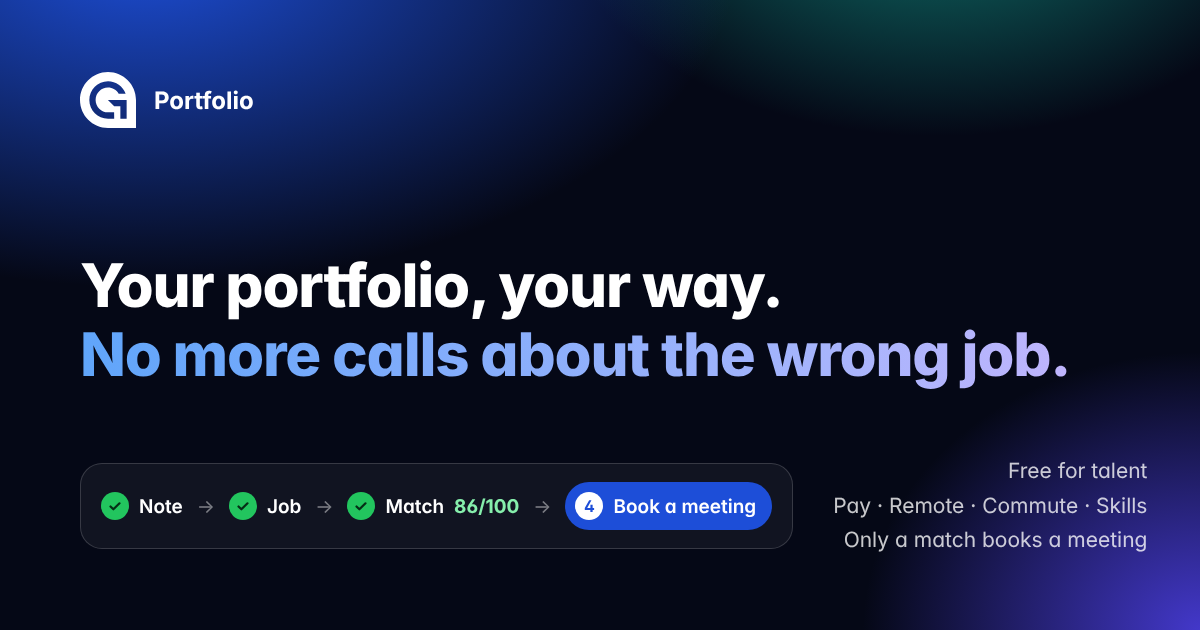 Portfolio
Your portfolio, your way.
No more calls about the wrong job.
Note → Job → Match 86/100 → 4 Book a meeting
Free for talent
Pay · Remote · Commute · Skills
Only a match books a meeting